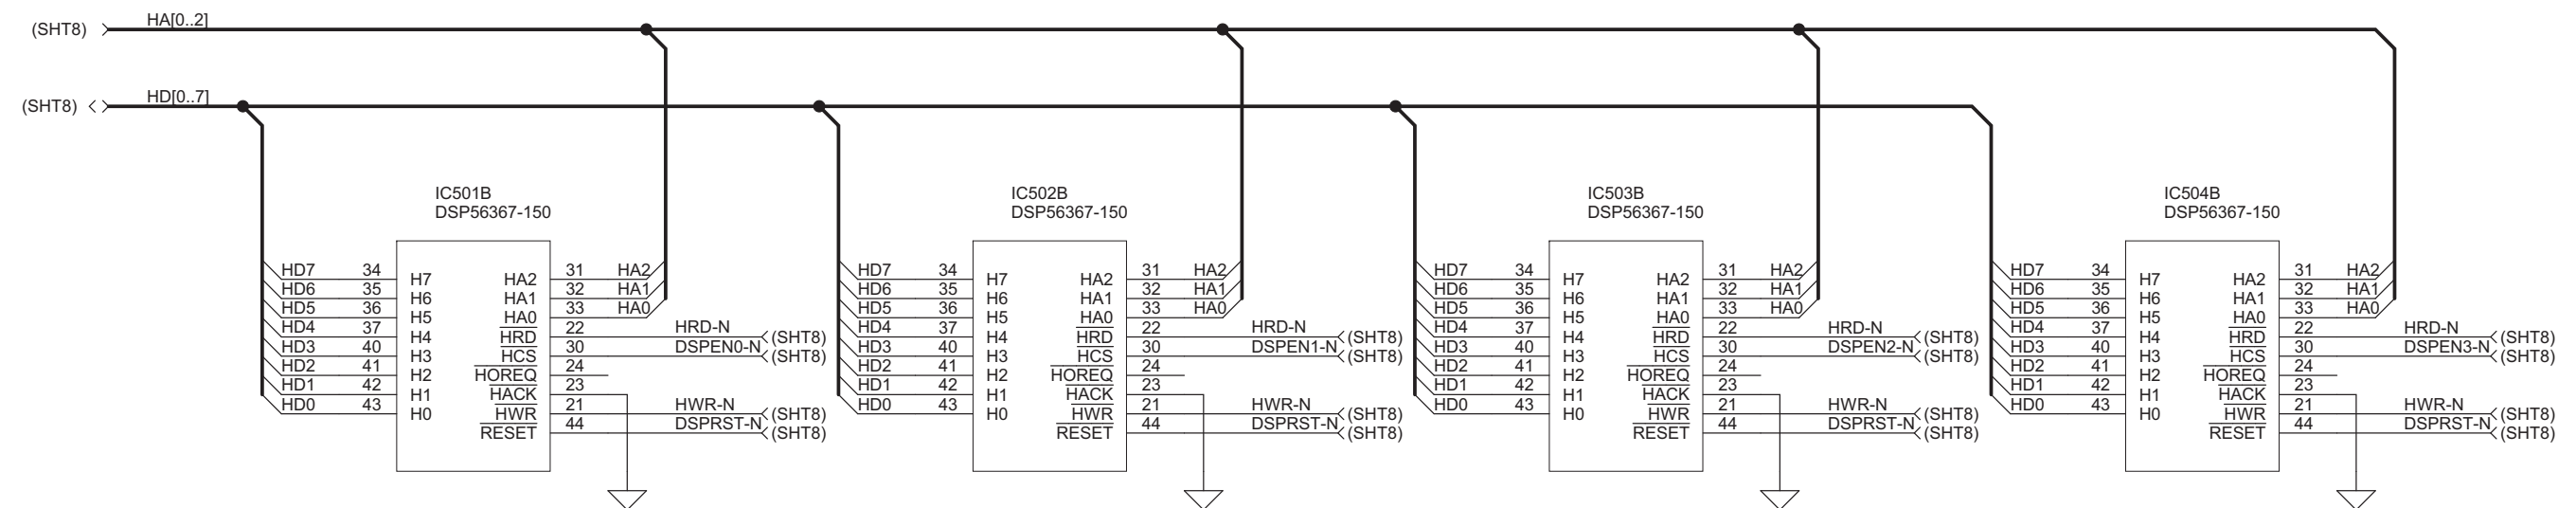 (SHT8) HA[0..2]
(SHT8) HD[0..7]
IC501B
DSP56367-150
HD7 34 H7 HA2 31 HA2
HD6 35 H6 HA1 32 HA1
HD5 36 H5 HA0 33 HA0
HD4 37 H4 HRD 22 HRD-N (SHT8)
HD3 40 H3 HCS 30 DSPEN0-N (SHT8)
HD2 41 H2 HOREQ 24
HD1 42 H1 HACK 23
HD0 43 H0 HWR 21 HWR-N (SHT8)
RESET 44 DSPRST-N (SHT8)
IC502B
DSP56367-150
HD7 34 H7 HA2 31 HA2
HD6 35 H6 HA1 32 HA1
HD5 36 H5 HA0 33 HA0
HD4 37 H4 HRD 22 HRD-N (SHT8)
HD3 40 H3 HCS 30 DSPEN1-N (SHT8)
HD2 41 H2 HOREQ 24
HD1 42 H1 HACK 23
HD0 43 H0 HWR 21 HWR-N (SHT8)
RESET 44 DSPRST-N (SHT8)
IC503B
DSP56367-150
HD7 34 H7 HA2 31 HA2
HD6 35 H6 HA1 32 HA1
HD5 36 H5 HA0 33 HA0
HD4 37 H4 HRD 22 HRD-N (SHT8)
HD3 40 H3 HCS 30 DSPEN2-N (SHT8)
HD2 41 H2 HOREQ 24
HD1 42 H1 HACK 23
HD0 43 H0 HWR 21 HWR-N (SHT8)
RESET 44 DSPRST-N (SHT8)
IC504B
DSP56367-150
HD7 34 H7 HA2 31 HA2
HD6 35 H6 HA1 32 HA1
HD5 36 H5 HA0 33 HA0
HD4 37 H4 HRD 22 HRD-N (SHT8)
HD3 40 H3 HCS 30 DSPEN3-N (SHT8)
HD2 41 H2 HOREQ 24
HD1 42 H1 HACK 23
HD0 43 H0 HWR 21 HWR-N (SHT8)
RESET 44 DSPRST-N (SHT8)